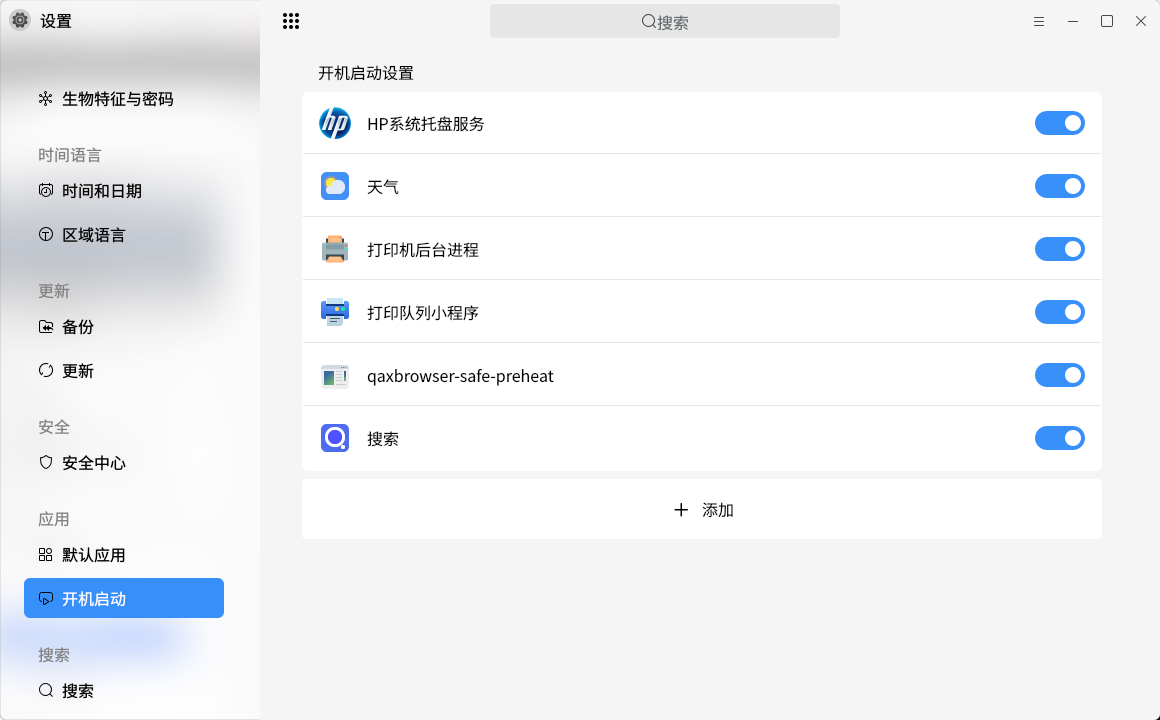 设置
搜索
生物特征与密码
时间语言
时间和日期
区域语言
更新
备份
更新
安全
安全中心
应用
默认应用
开机启动
搜索
搜索
开机启动设置
hp
HP系统托盘服务
天气
打印机后台进程
打印队列小程序
qaxbrowser-safe-preheat
搜索
添加